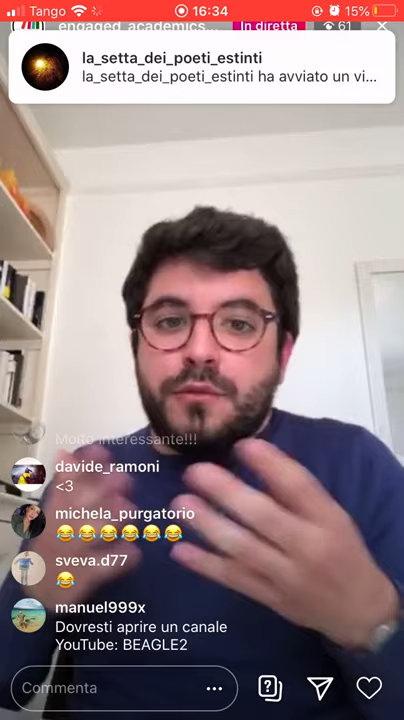 Tango
16:34
15%
engaged_academics...
In diretta
61
la_setta_dei_poeti_estinti
la_setta_dei_poeti_estinti ha avviato un vi...
Molto interessante!!!
davide_ramoni
<3
michela_purgatorio
😂😂😂😂😂😂
sveva.d77
😂
manuel999x
Dovresti aprire un canale
YouTube: BEAGLE2
Commenta